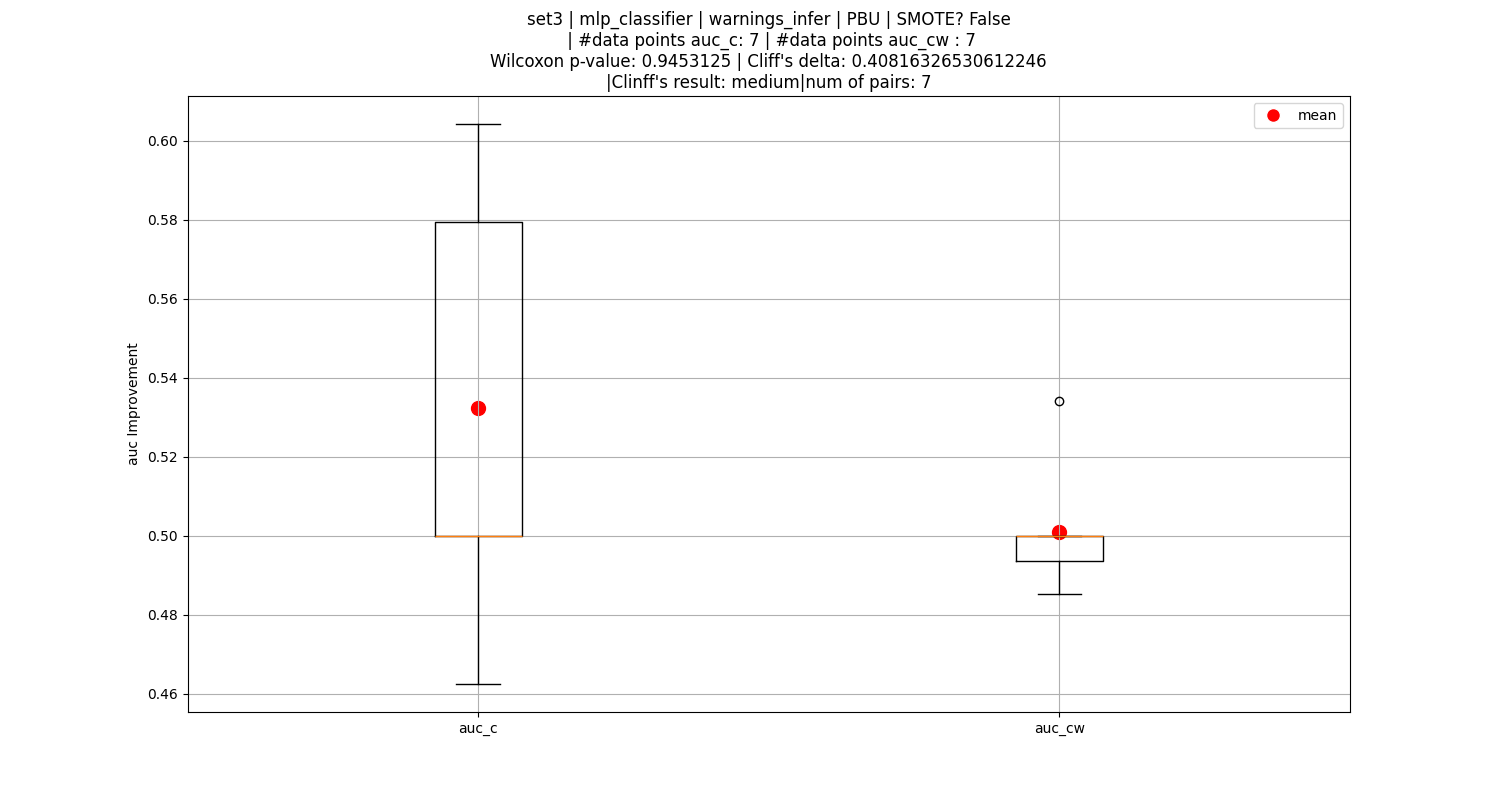 set3 | mlp_classifier | warnings_infer | PBU | SMOTE? False
| #data points auc_c: 7 | #data points auc_cw : 7
Wilcoxon p-value: 0.9453125 | Cliff's delta: 0.40816326530612246
|Clinff's result: medium|num of pairs: 7
mean
0.60
0.58
0.56
0.54
0.52
0.50
0.48
0.46
auc Improvement
auc_c
auc_cw